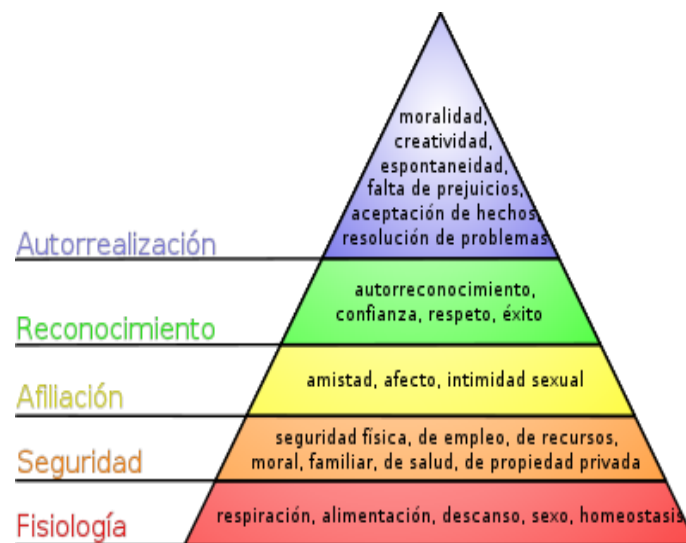 moralidad,
creatividad,
espontaneidad,
falta de prejuicios,
aceptación de hechos,
resolución de problemas
Autorrealización
autorreconocimiento,
confianza, respeto, éxito
Reconocimiento
amistad, afecto, intimidad sexual
Afiliación
seguridad física, de empleo, de recursos,
moral, familiar, de salud, de propiedad privada
Seguridad
respiración, alimentación, descanso, sexo, homeostasis
Fisiología